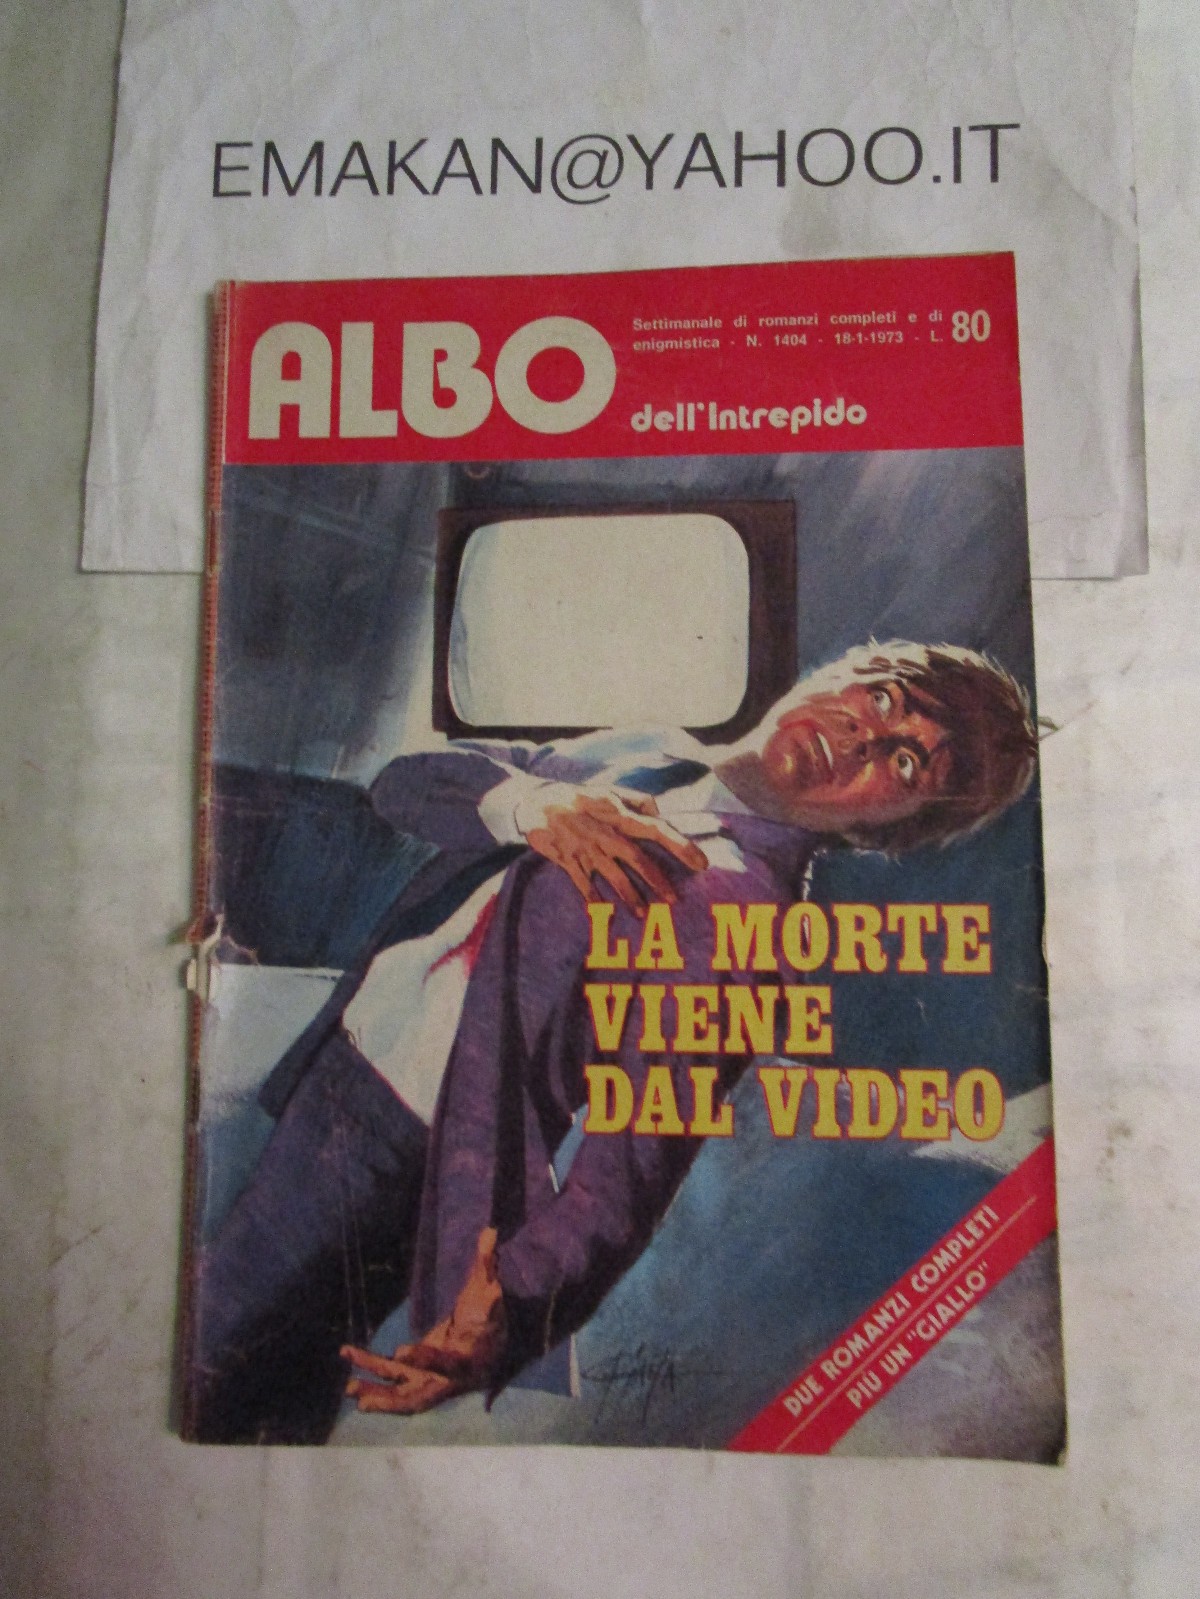 EMAKAN@YAHOO.IT
ALBO
Settimanale di romanzi completi e di
enigmistica - N. 1404 - 18-1-1973 - L. 80
dell'Intrepido
LA MORTE
VIENE
DAL VIDEO
DUE ROMANZI COMPLETI
PIÙ UN "GIALLO"